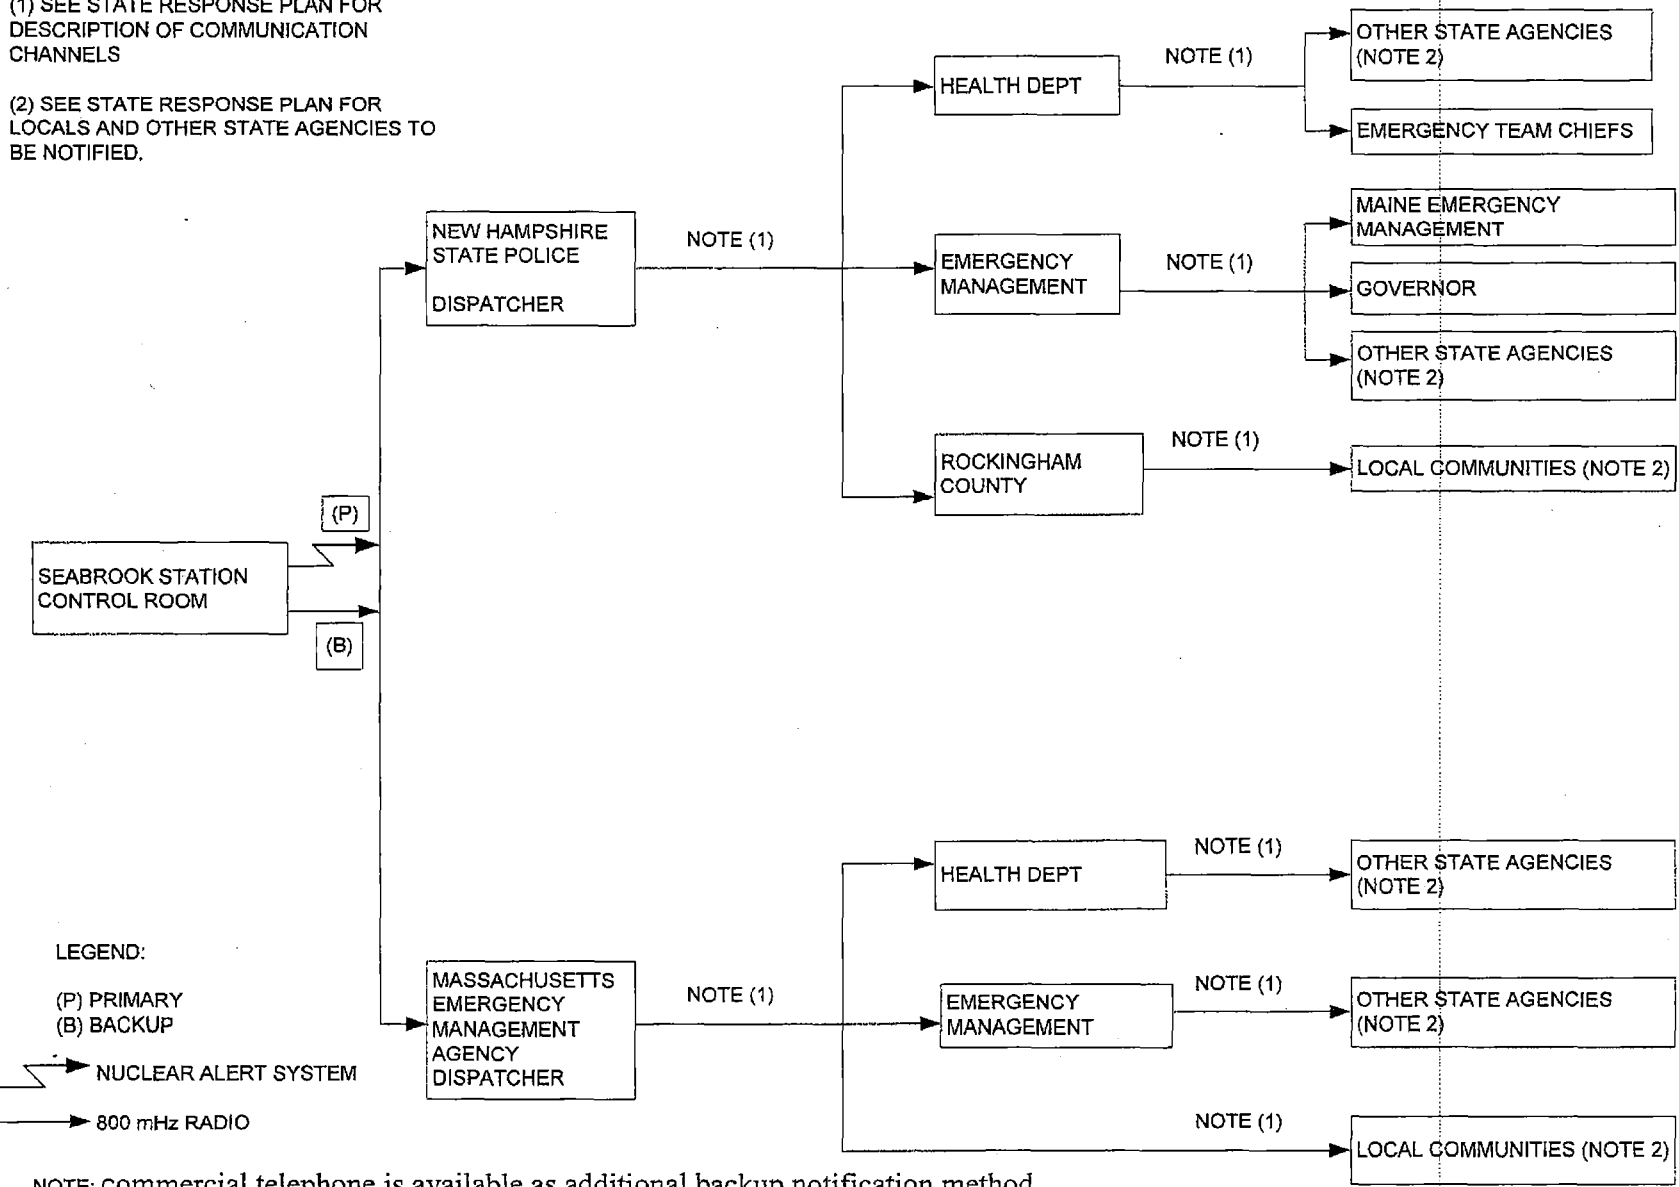 (1) SEE STATE RESPONSE PLAN FOR
DESCRIPTION OF COMMUNICATION
CHANNELS
(2) SEE STATE RESPONSE PLAN FOR
LOCALS AND OTHER STATE AGENCIES TO
BE NOTIFIED.
SEABROOK STATION
CONTROL ROOM
(P)
(B)
NEW HAMPSHIRE
STATE POLICE
DISPATCHER
NOTE (1)
HEALTH DEPT
NOTE (1)
OTHER STATE AGENCIES
(NOTE 2)
EMERGENCY TEAM CHIEFS
EMERGENCY
MANAGEMENT
NOTE (1)
MAINE EMERGENCY
MANAGEMENT
GOVERNOR
OTHER STATE AGENCIES
(NOTE 2)
ROCKINGHAM
COUNTY
NOTE (1)
LOCAL COMMUNITIES (NOTE 2)
MASSACHUSETTS
EMERGENCY
MANAGEMENT
AGENCY
DISPATCHER
NOTE (1)
HEALTH DEPT
NOTE (1)
OTHER STATE AGENCIES
(NOTE 2)
EMERGENCY
MANAGEMENT
NOTE (1)
OTHER STATE AGENCIES
(NOTE 2)
NOTE (1)
LOCAL COMMUNITIES (NOTE 2)
LEGEND:
(P) PRIMARY
(B) BACKUP
NUCLEAR ALERT SYSTEM
800 mHz RADIO
NOTE: Commercial telephone is available as additional backup notification method